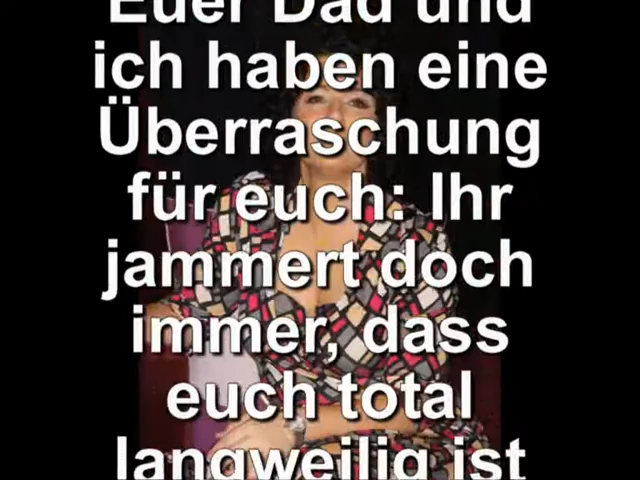 Euer Dad und
ich haben eine
Überraschung
für euch: Ihr
jammert doch
immer, dass
euch total
langweilig ist